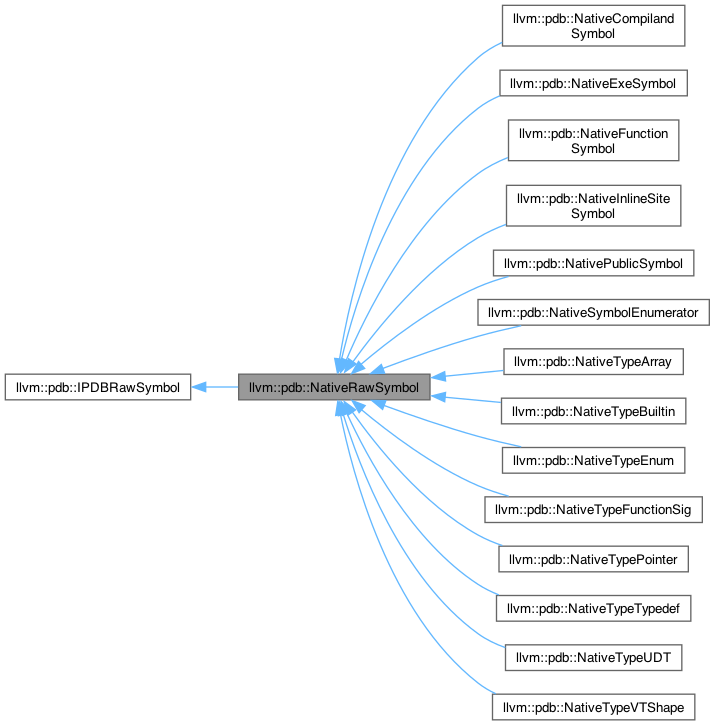 llvm::pdb::NativeCompiland
Symbol
llvm::pdb::NativeExeSymbol
llvm::pdb::NativeFunction
Symbol
llvm::pdb::NativeInlineSite
Symbol
llvm::pdb::NativePublicSymbol
llvm::pdb::NativeSymbolEnumerator
llvm::pdb::NativeTypeArray
llvm::pdb::IPDBRawSymbol
llvm::pdb::NativeRawSymbol
llvm::pdb::NativeTypeBuiltin
llvm::pdb::NativeTypeEnum
llvm::pdb::NativeTypeFunctionSig
llvm::pdb::NativeTypePointer
llvm::pdb::NativeTypeTypedef
llvm::pdb::NativeTypeUDT
llvm::pdb::NativeTypeVTShape